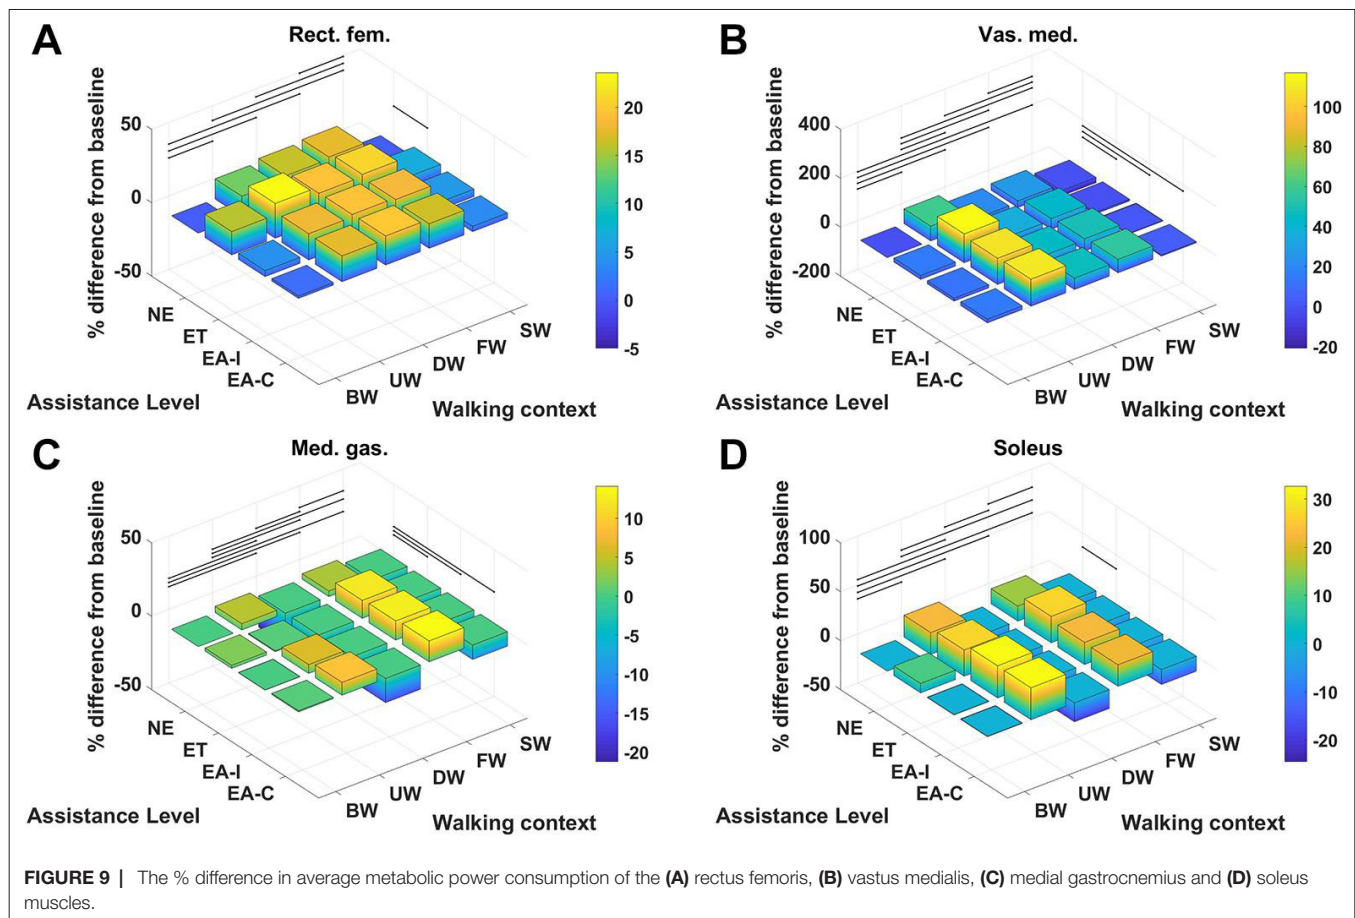 A
Rect. fem.
% difference from baseline
50
0
-50
NE
ET
EA-I
EA-C
Assistance Level
BW
UW
DW
FW
SW
Walking context
20
15
10
5
0
-5
B
Vas. med.
% difference from baseline
400
200
0
-200
NE
ET
EA-I
EA-C
Assistance Level
BW
UW
DW
FW
SW
Walking context
100
80
60
40
20
0
-20
C
Med. gas.
% difference from baseline
50
0
-50
NE
ET
EA-I
EA-C
Assistance Level
BW
UW
DW
FW
SW
Walking context
10
5
0
-5
-10
-15
-20
D
Soleus
% difference from baseline
100
50
0
-50
NE
ET
EA-I
EA-C
Assistance Level
BW
UW
DW
FW
SW
Walking context
30
20
10
0
-10
-20
FIGURE 9 | The % difference in average metabolic power consumption of the (A) rectus femoris, (B) vastus medialis, (C) medial gastrocnemius and (D) soleus
muscles.